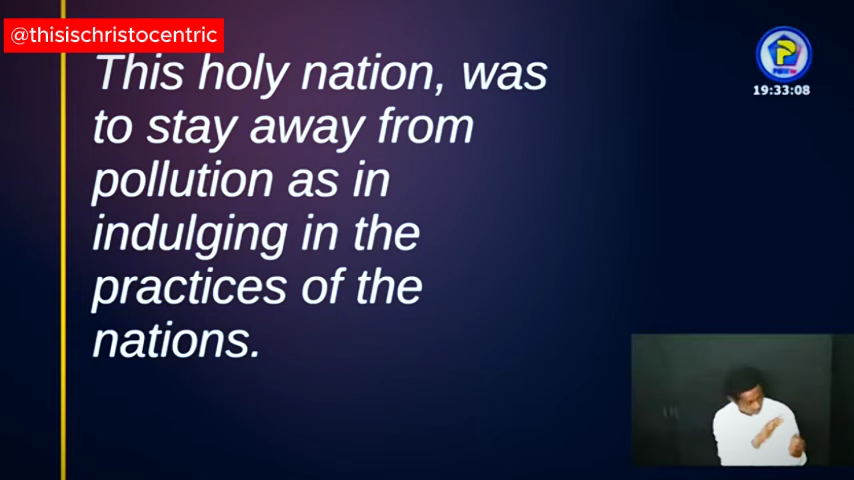 @thisischristocentric
This holy nation, was
to stay away from
pollution as in
indulging in the
practices of the
nations.
19:33:08